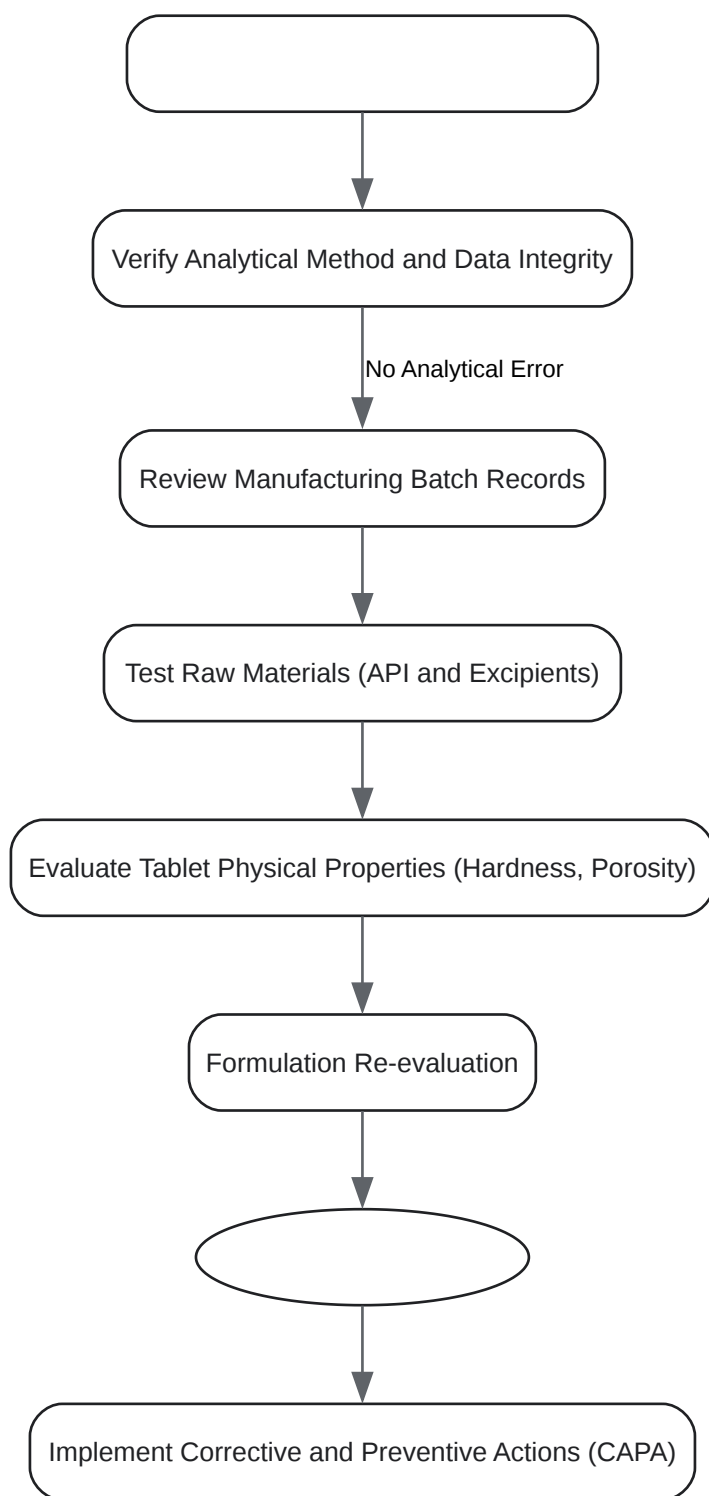 Verify Analytical Method and Data Integrity
No Analytical Error
Review Manufacturing Batch Records
Test Raw Materials (API and Excipients)
Evaluate Tablet Physical Properties (Hardness, Porosity)
Formulation Re-evaluation
Implement Corrective and Preventive Actions (CAPA)